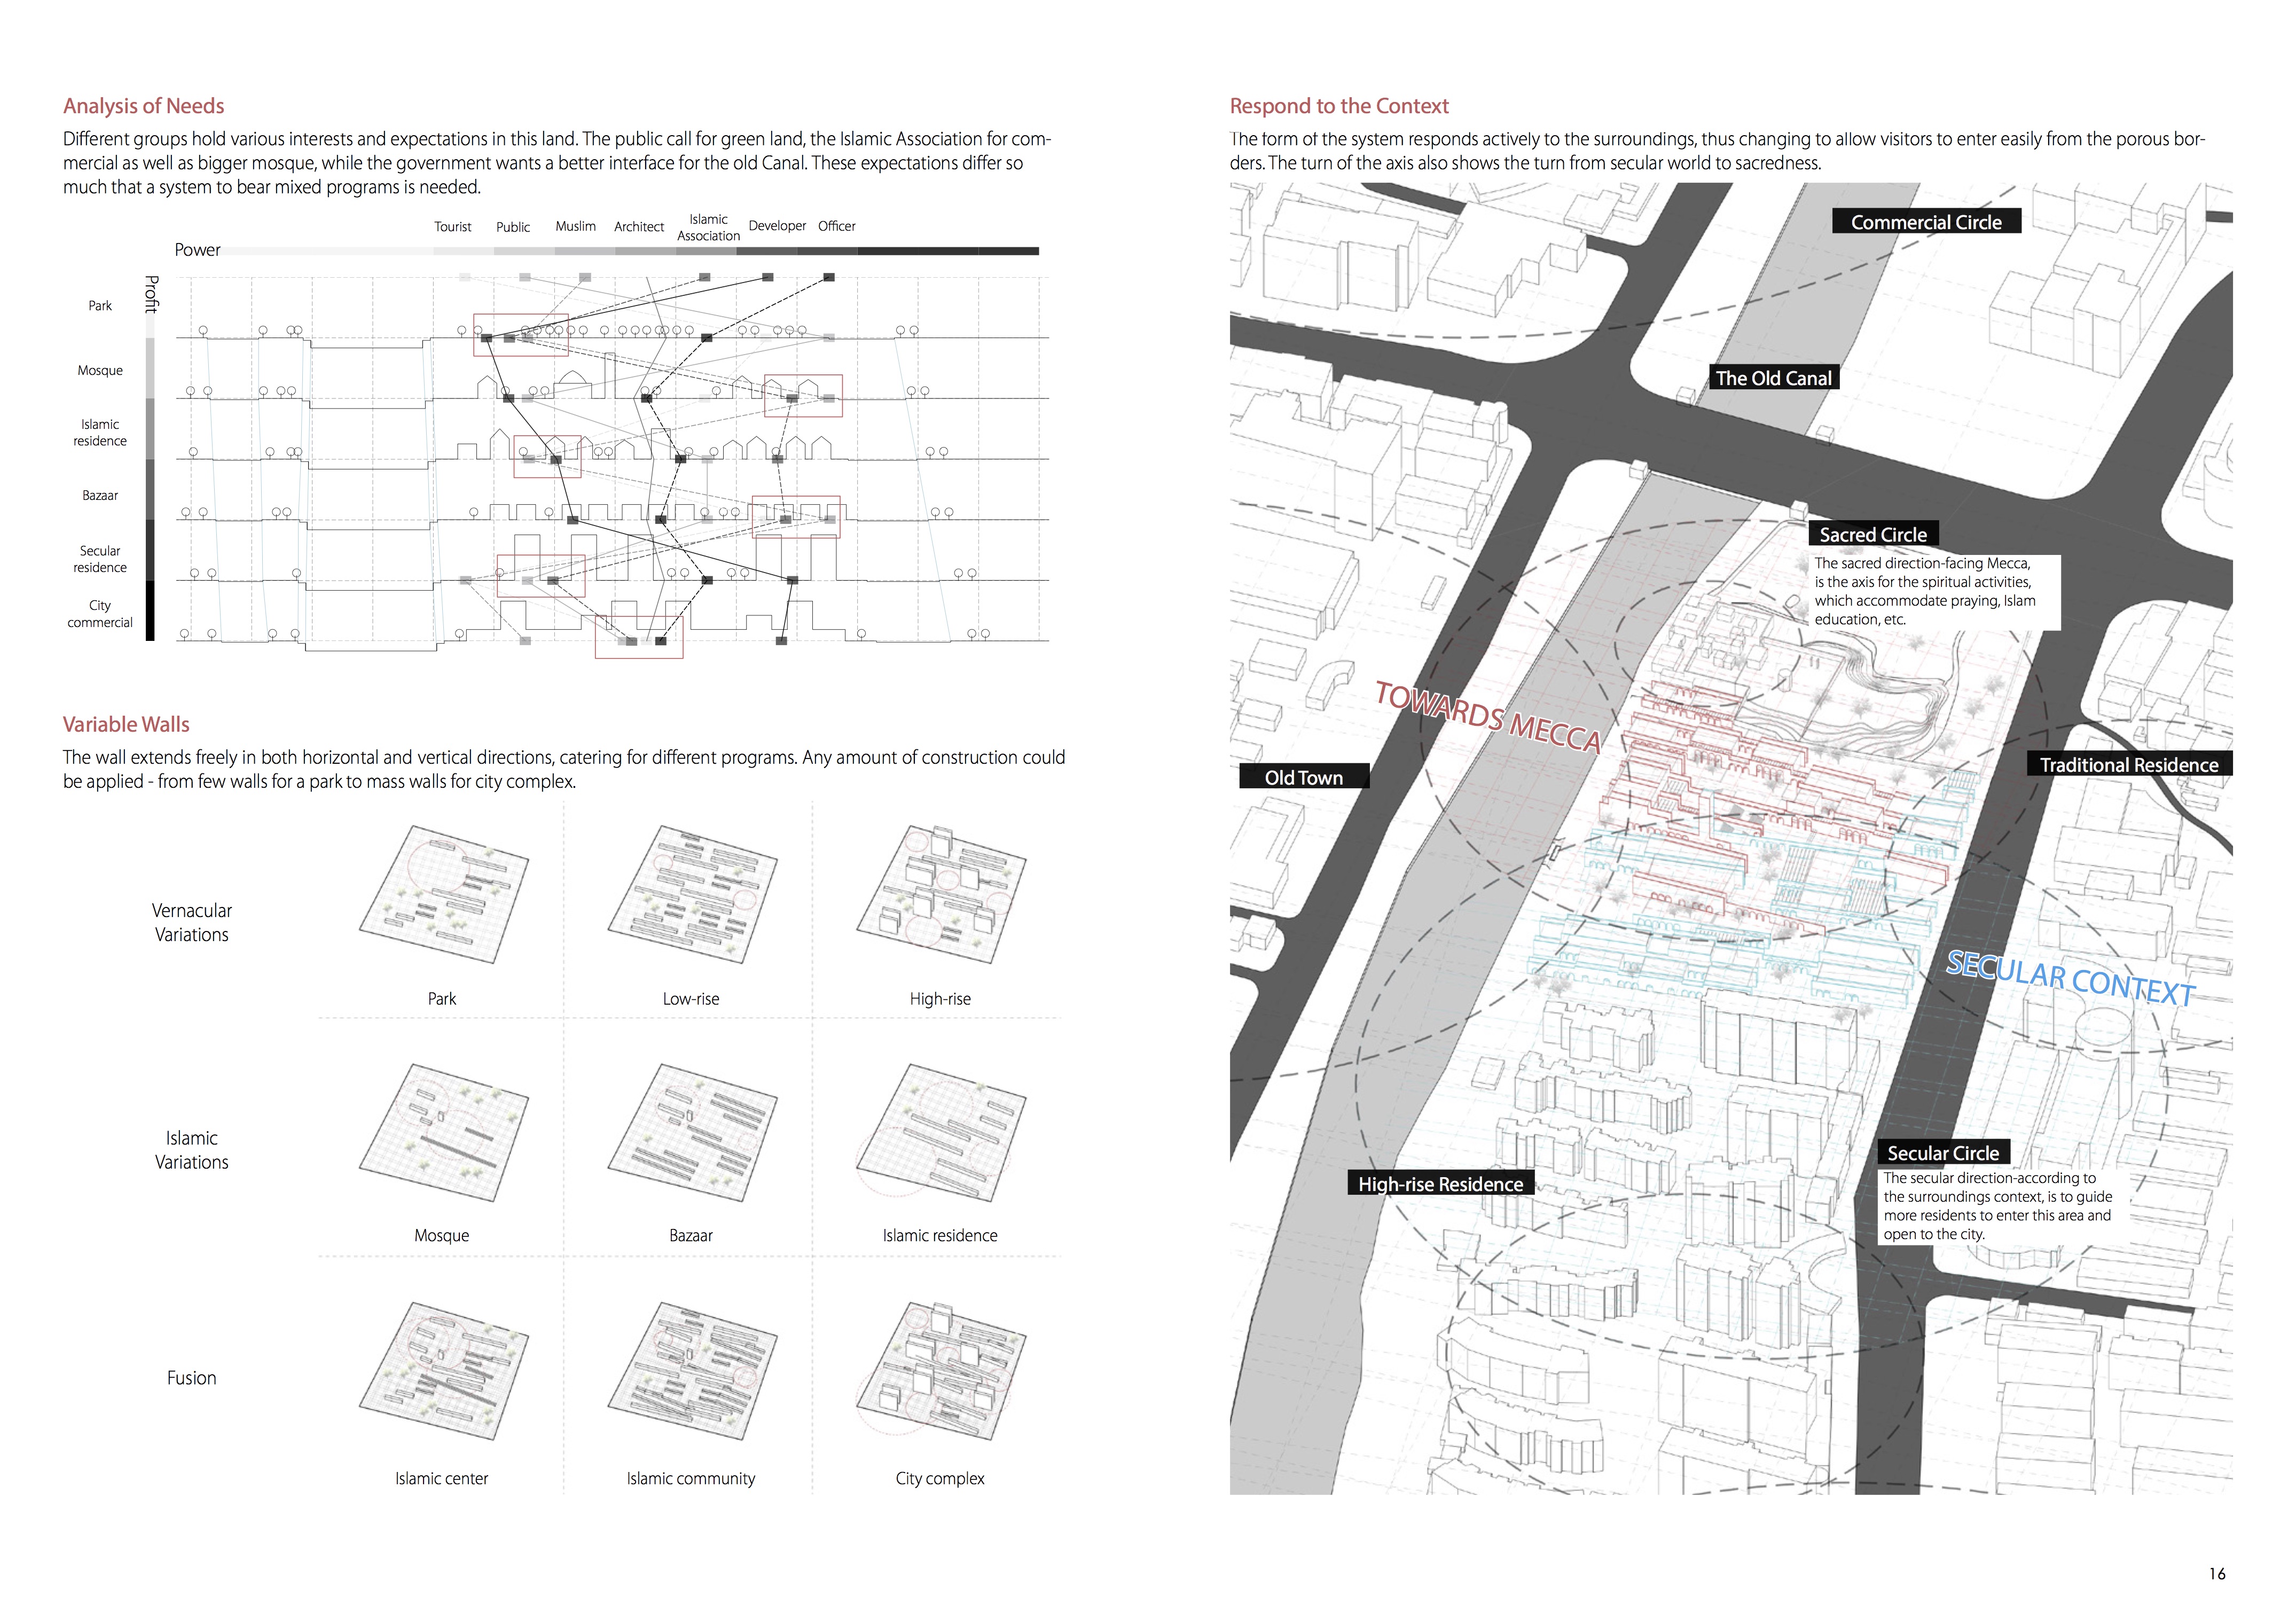 Analysis of Needs
Different groups hold various interests and expectations in this land. The public call for green land, the Islamic Association for com-
mercial as well as bigger mosque, while the government wants a better interface for the old Canal. These expectations differ so
much that a system to bear mixed programs is needed.
Tourist
Public
Muslim
Architect
Islamic
Association
Developer
Officer
Power
Profit
Park
Mosque
Islamic
residence
Bazaar
Secular
residence
City
commercial
Variable Walls
The wall extends freely in both horizontal and vertical directions, catering for different programs. Any amount of construction could
be applied - from few walls for a park to mass walls for city complex.
Vernacular
Variations
Park
Low-rise
High-rise
Islamic
Variations
Mosque
Bazaar
Islamic residence
Fusion
Islamic center
Islamic community
City complex
Respond to the Context
The form of the system responds actively to the surroundings, thus changing to allow visitors to enter easily from the porous bor-
ders. The turn of the axis also shows the turn from secular world to sacredness.
Commercial Circle
The Old Canal
Sacred Circle
The sacred direction-facing Mecca,
is the axis for the spiritual activities,
which accommodate praying, Islam
education, etc.
TOWARDS MECCA
Old Town
Traditional Residence
SECULAR CONTEXT
Secular Circle
The secular direction-according to
the surroundings context, is to guide
more residents to enter this area and
open to the city.
High-rise Residence
16